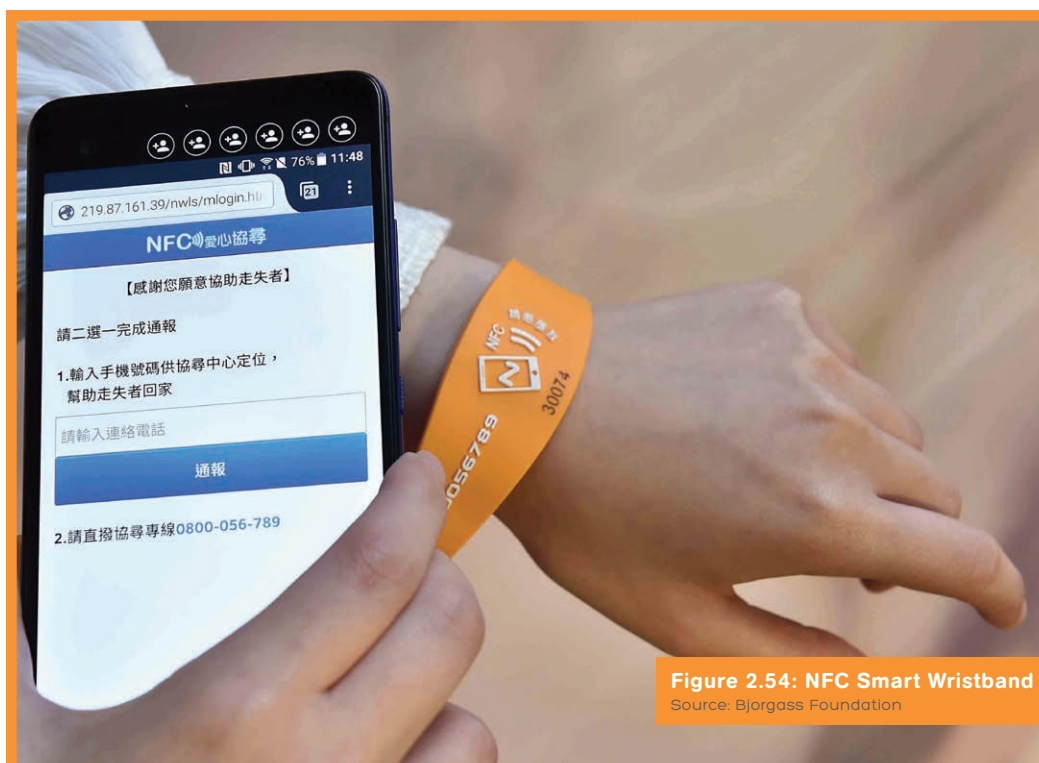 76% 11:48
219.87.161.39/nwls/mlogin.ht
21
NFC愛心協尋
【感謝您願意協助走失者】
請二選一完成通報
1.輸入手機號碼供協尋中心定位，
幫助走失者回家
請輸入連絡電話
通報
2.請直撥協尋專線0800-056-789
NFC
N
30074
056789
Figure 2.54: NFC Smart Wristband
Source: Bjorgass Foundation